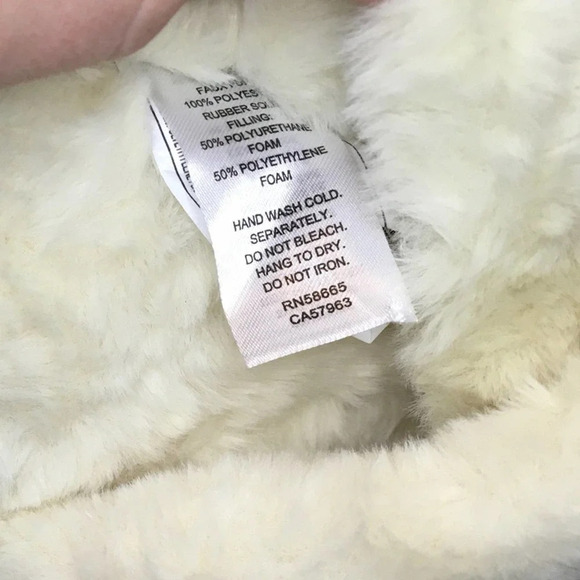 FAUX
100% POLYES
RUBBER SOL
FILLING:
50% POLYURETHANE
FOAM
50% POLYETHYLENE
FOAM
HAND WASH COLD.
SEPARATELY.
DO NOT BLEACH.
HANG TO DRY.
DO NOT IRON.
RN58665
CA57963